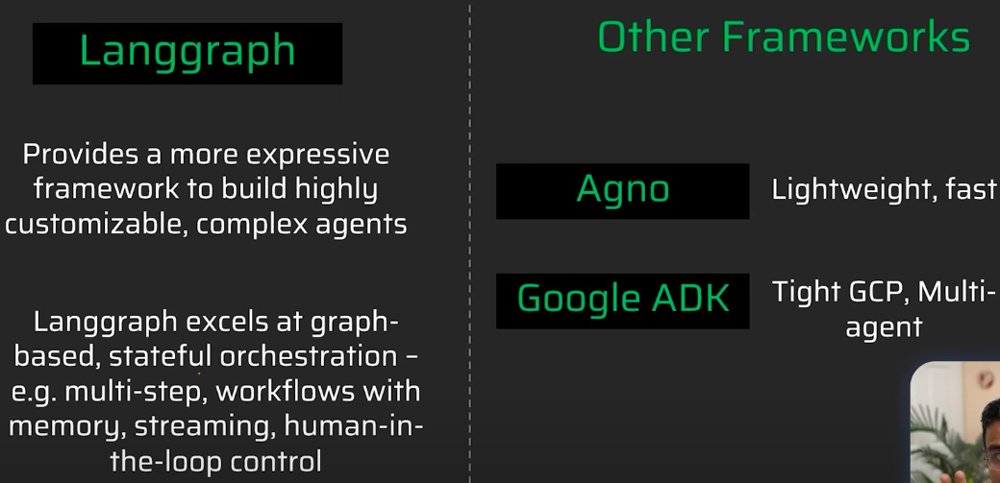 Langgraph
Provides a more expressive
framework to build highly
customizable, complex agents
Langgraph excels at graph-
based, stateful orchestration –
e.g. multi-step, workflows with
memory, streaming, human-in-
the-loop control
Other Frameworks
Agno
Lightweight, fast
Google ADK
Tight GCP, Multi-
agent